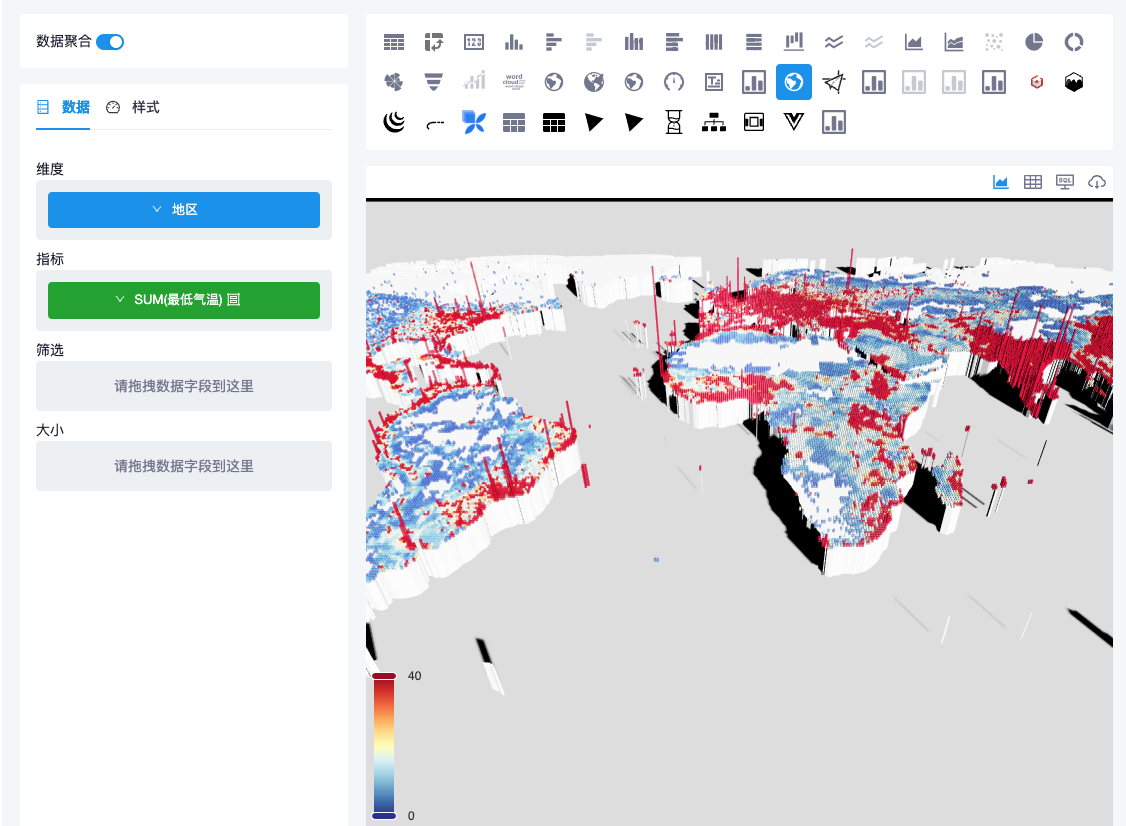 数据聚合
数据
样式
维度
地区
指标
SUM(最低气温)
筛选
请拖拽数据字段到这里
大小
请拖拽数据字段到这里
123
word
cloud
SQL
40
0